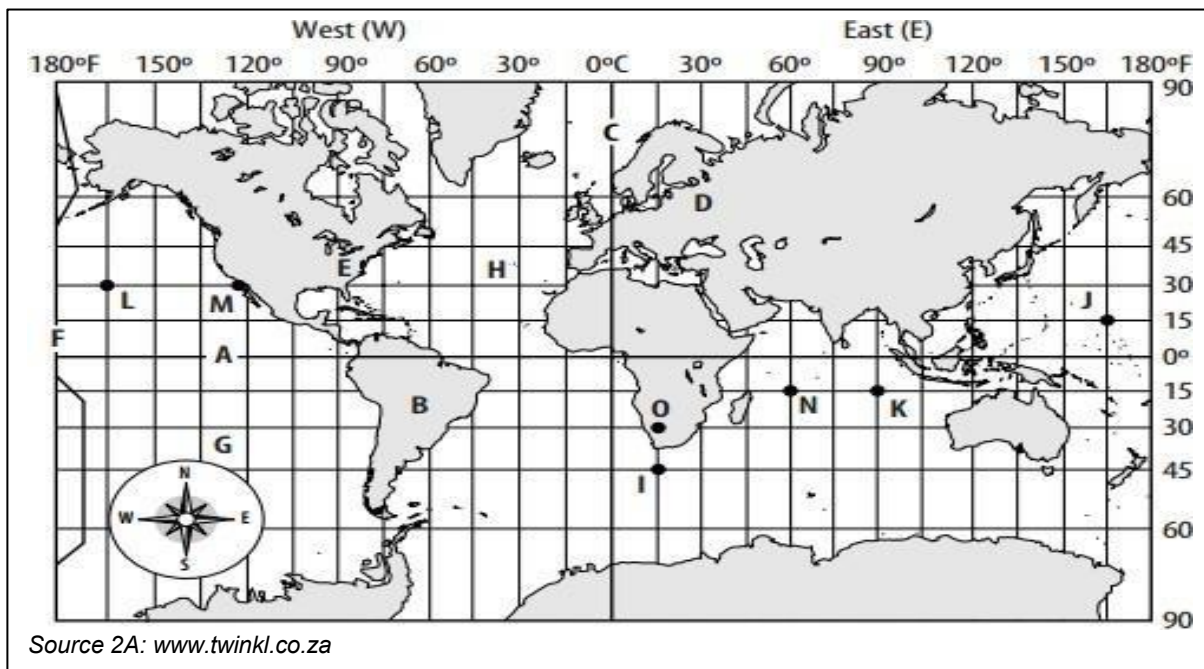 West (W) East (E)
180ºF 150º 120º 90º 60º 30º 0ºC 30º 60º 90º 120º 150º 180ºF
90
C
60
D
45
E H
30
L M J
15
F
A 0º
15
B O N K
30
G
N 45
I
W E
60
S
90
Source 2A: www.twinkl.co.za